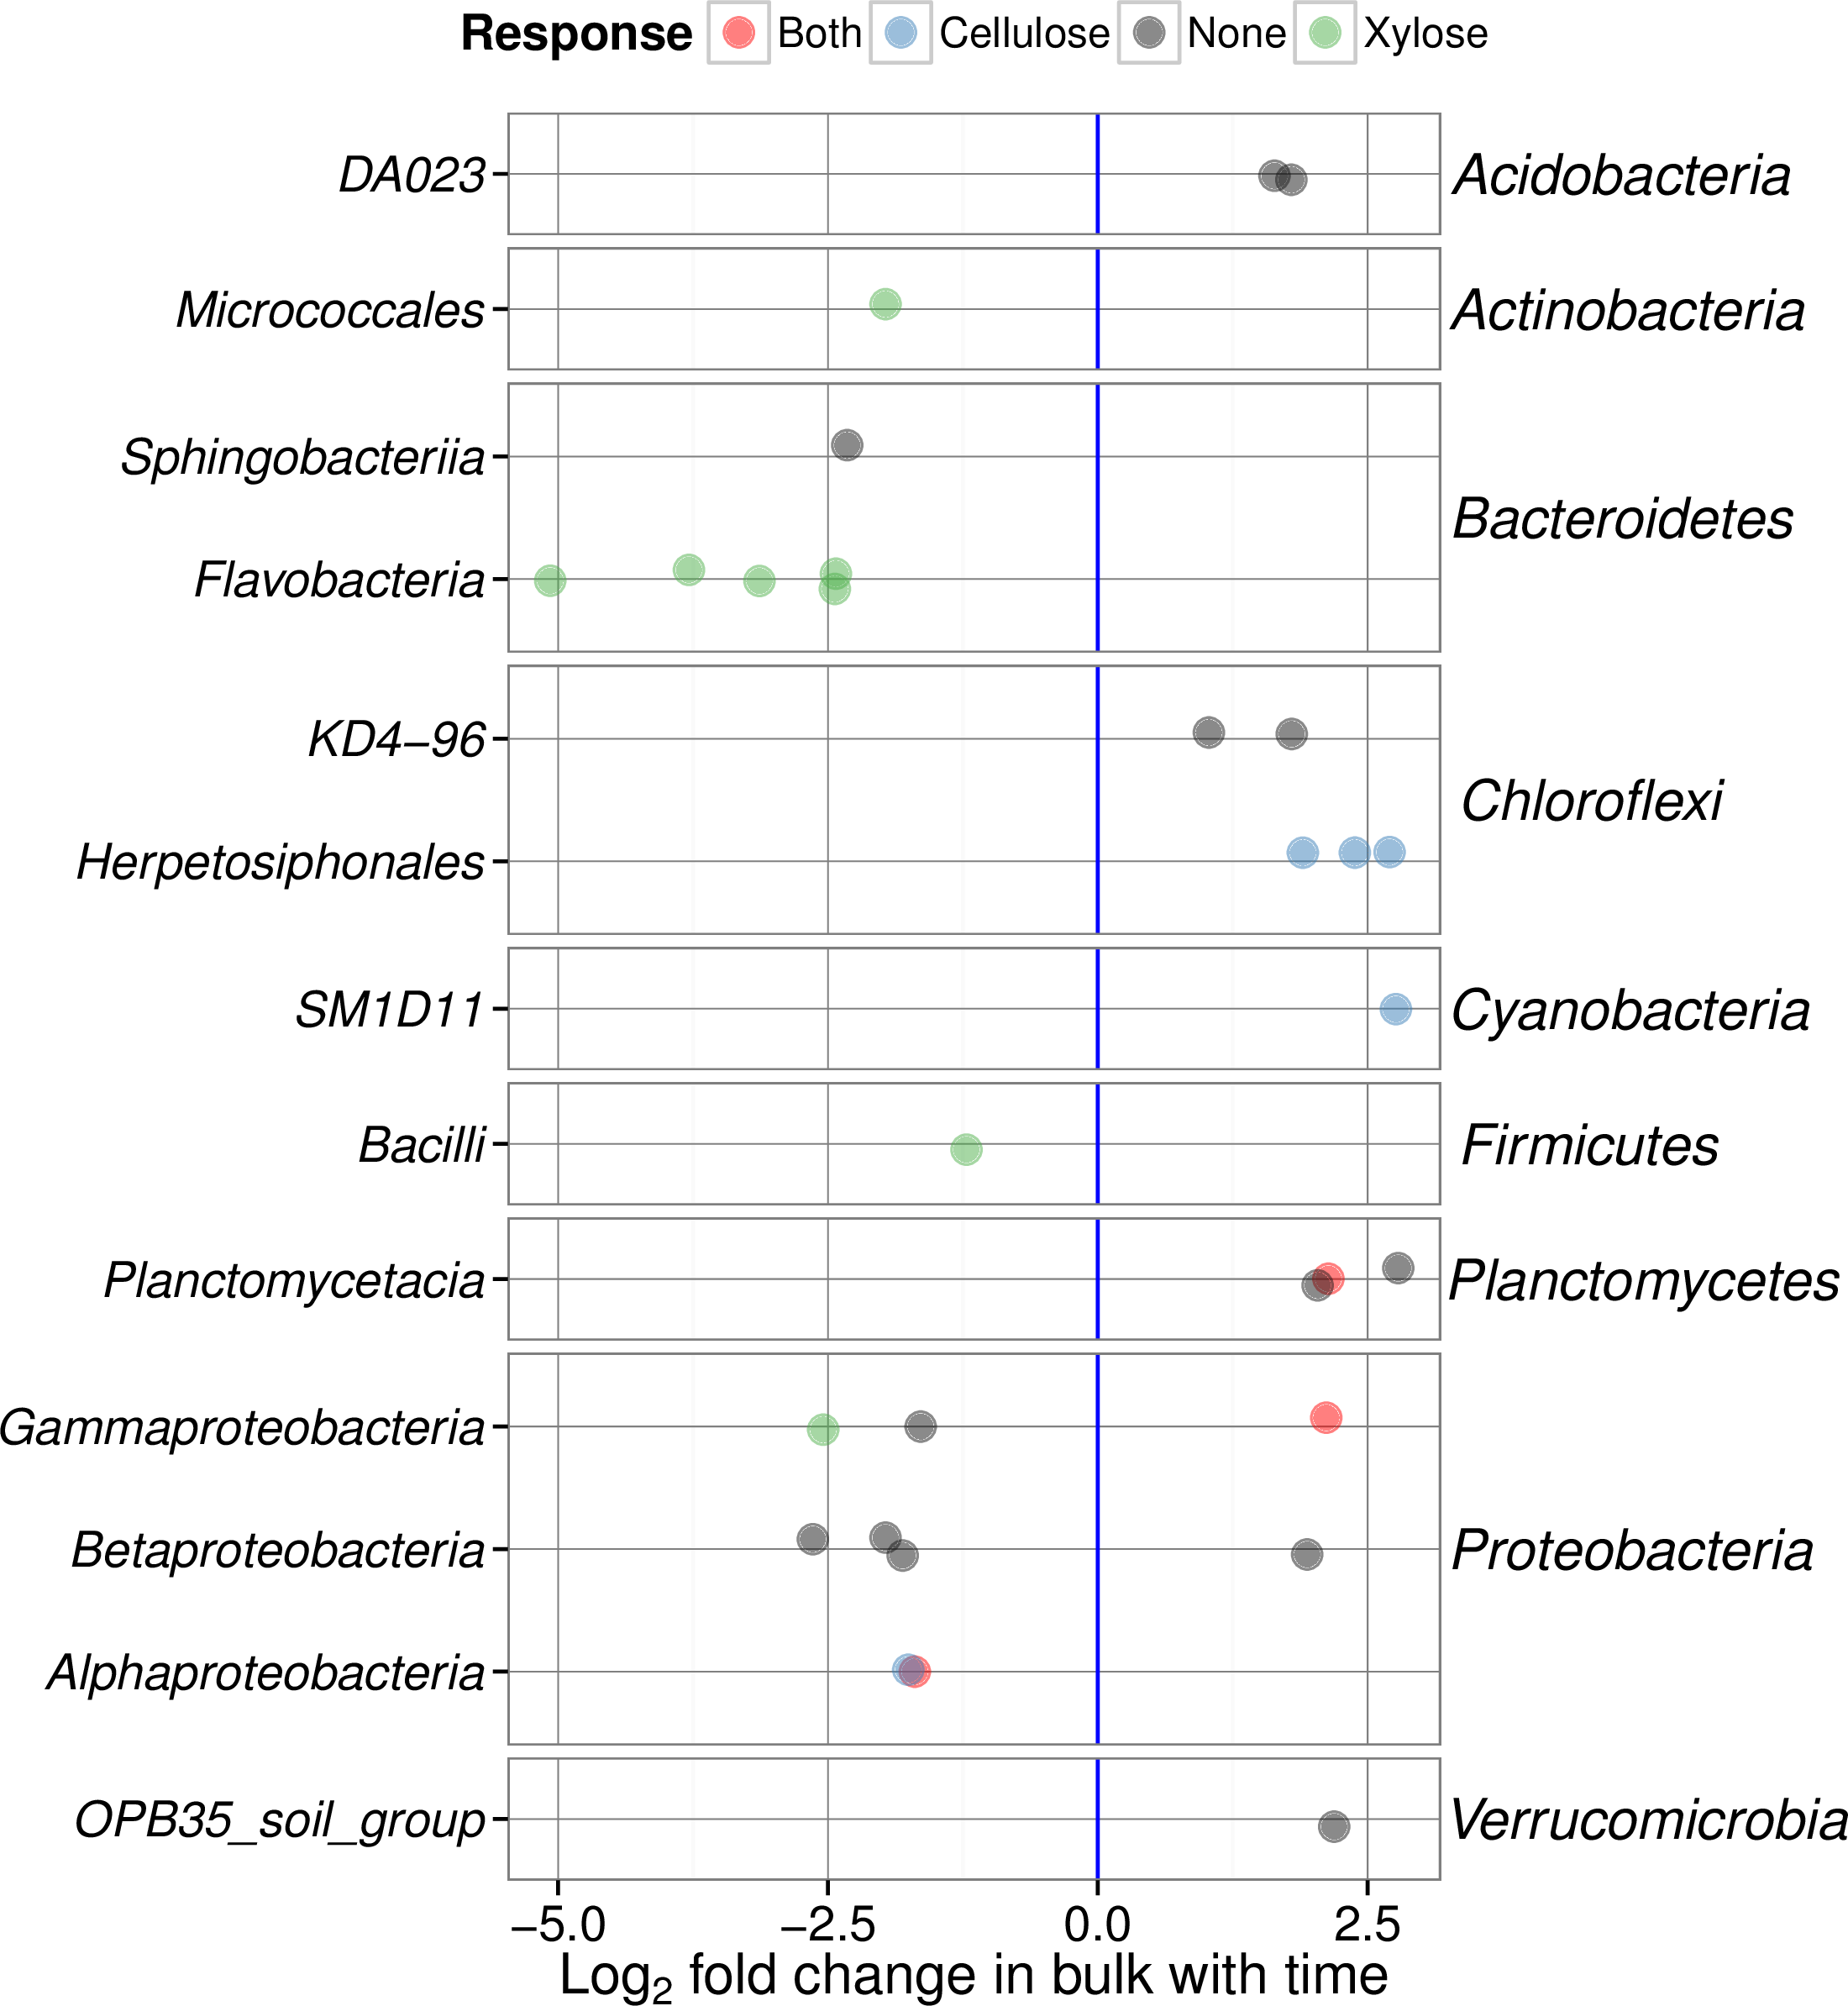 Response Both Cellulose None Xylose
DA023 Acidobacteria
Micrococcales Actinobacteria
Sphingobacteriia
Bacteroidetes
Flavobacteria
KD4−96
Chloroflexi
Herpetosiphonales
SM1D11 Cyanobacteria
Bacilli Firmicutes
Planctomycetacia Planctomycetes
Gammaproteobacteria
Betaproteobacteria Proteobacteria
Alphaproteobacteria
OPB35_soil_group Verrucomicrobia
−5.0 −2.5 0.0 2.5
Log₂ fold change in bulk with time